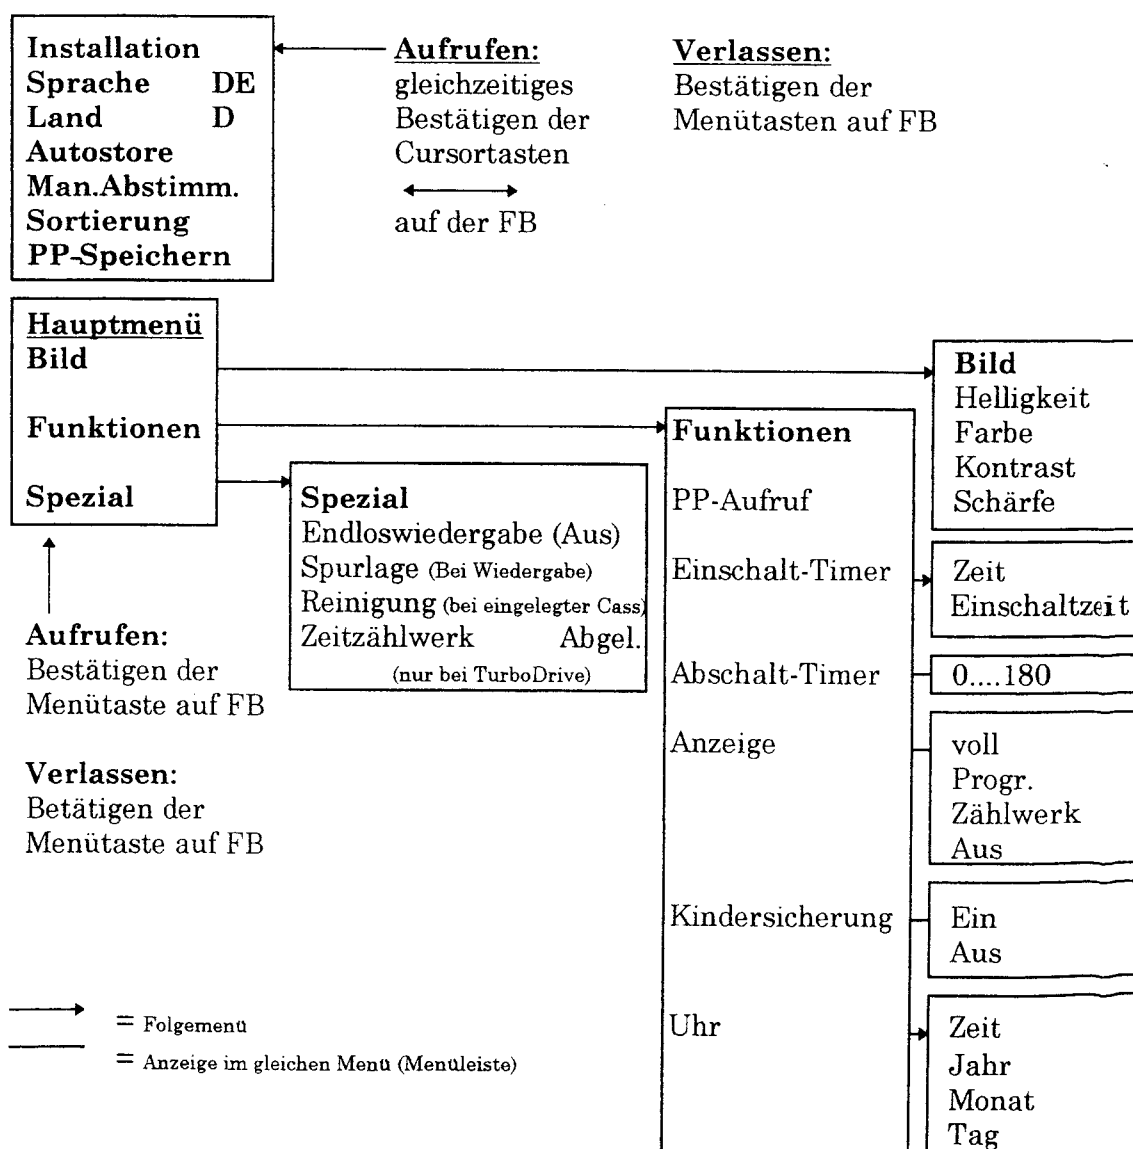 Installation
Sprache DE
Land D
Autostore
Man.Abstimm.
Sortierung
PP-Speichern
Aufrufen:
gleichzeitiges
Bestätigen der
Cursortasten
auf der FB
Verlassen:
Bestätigen der
Menütasten auf FB
Hauptmenü
Bild
Funktionen
Spezial
Aufrufen:
Bestätigen der
Menütaste auf FB
Verlassen:
Betätigen der
Menütaste auf FB
Spezial
Endloswiedergabe (Aus)
Spurlage (Bei Wiedergabe)
Reinigung (bei eingelegter Cass)
Zeitzählwerk Abgel.
(nur bei TurboDrive)
Funktionen
PP-Aufruf
Einschalt-Timer
Abschalt-Timer
Anzeige
Kindersicherung
Uhr
Bild
Helligkeit
Farbe
Kontrast
Schärfe
Zeit
Einschaltzeit
0....180
voll
Progr.
Zählwerk
Aus
Ein
Aus
Zeit
Jahr
Monat
Tag
= Folgemenü
= Anzeige im gleichen Menü (Menüleiste)